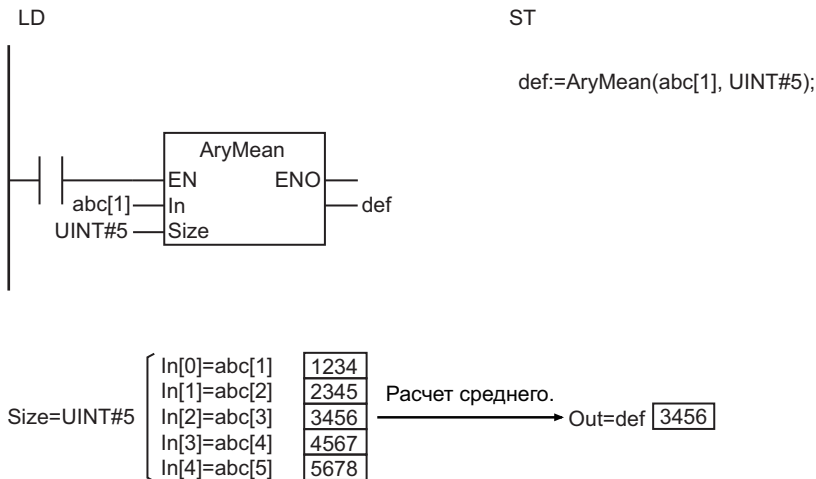 LD
ST
def:=AryMean(abc[1], UINT#5);
AryMean
EN ENO
abc[1] In def
UINT#5 Size
In[0]=abc[1] 1234
In[1]=abc[2] 2345
Size=UINT#5 In[2]=abc[3] 3456 Расчет среднего. Out=def 3456
In[3]=abc[4] 4567
In[4]=abc[5] 5678